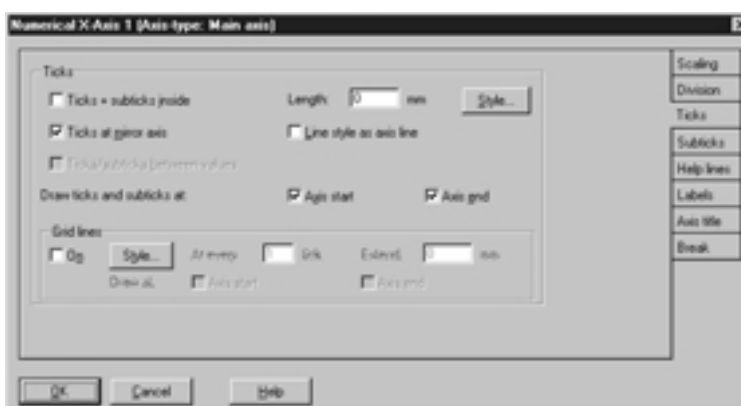 Numerical X-Axis 1 (Axis-type: Main axis)
Scaling
Division
Ticks
Subticks
Help lines
Labels
Axis title
Break
Ticks
Ticks + subticks inside
Length: 0 mm
Style...
Ticks at mirror axis
Line style as axis line
Ticks/subticks between values
Draw ticks and subticks at:
Axis start
Axis end
Grid lines
On
Style...
At every tick
Extend: 0 mm
Draw at:
Axis start
Axis end
OK
Cancel
Help